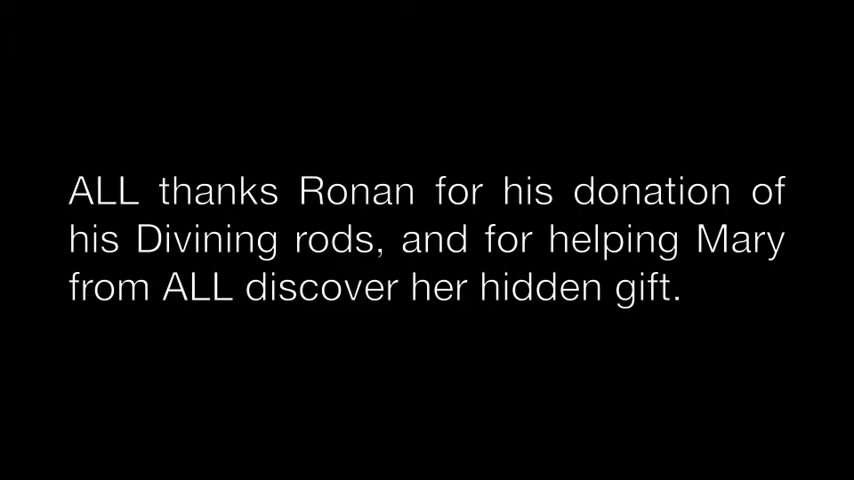 ALL thanks Ronan for his donation of
his Divining rods, and for helping Mary
from ALL discover her hidden gift.